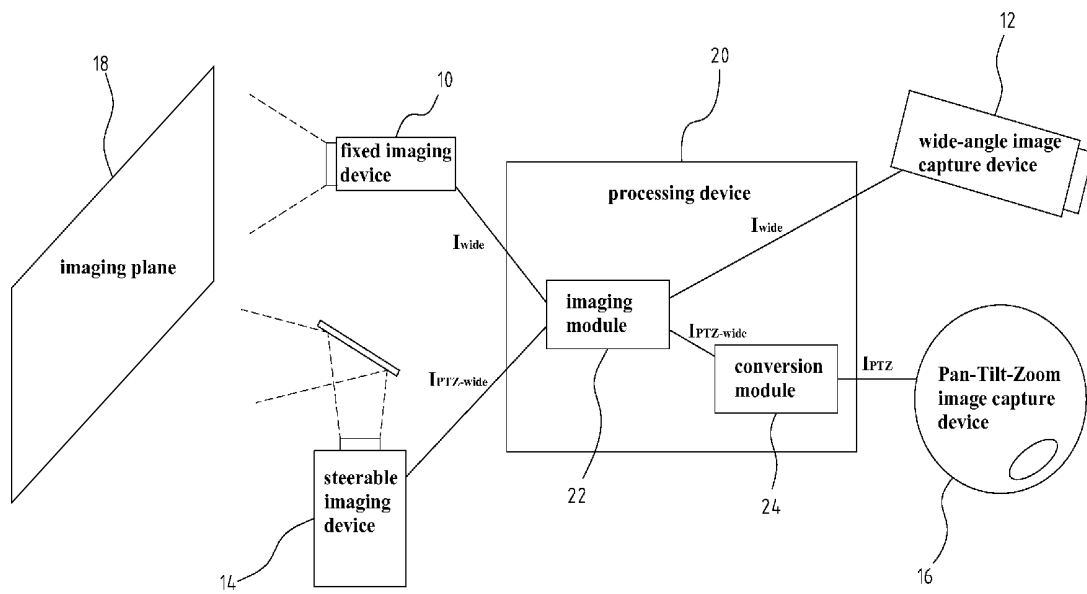 18
10
20
12
fixed imaging
device
wide-angle image
capture device
processing device
Iwide
Iwide
imaging plane
imaging
module
IPTZ-wide
IPTZ-wide
conversion
module
IPTZ
Pan-Tilt-Zoom
image capture
device
steerable
imaging
device
22
24
14
16